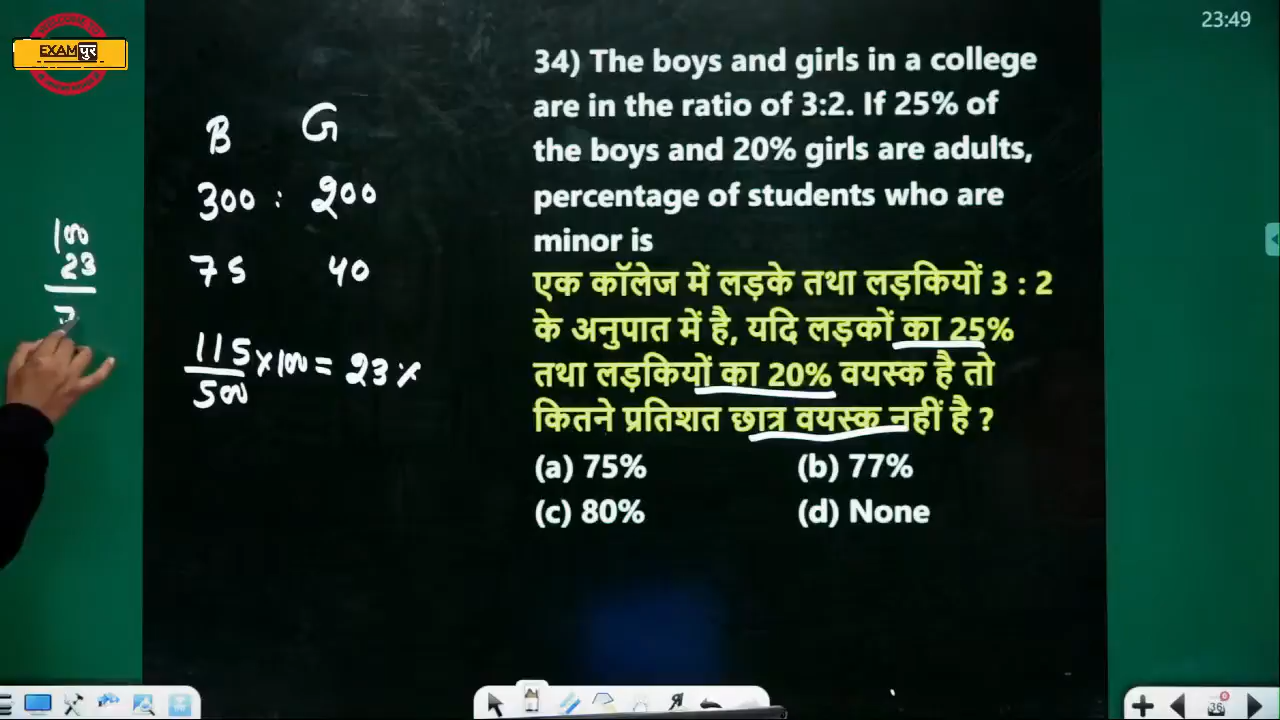 WELCOME TO
EXAMपुर
23:49
B G
300 : 200
75 40
115/500 × 100 = 23 %
100
23
34) The boys and girls in a college
are in the ratio of 3:2. If 25% of
the boys and 20% girls are adults,
percentage of students who are
minor is
एक कॉलेज में लड़के तथा लड़कियों 3 : 2
के अनुपात में है, यदि लड़कों का 25%
तथा लड़कियों का 20% वयस्क है तो
कितने प्रतिशत छात्र वयस्क नहीं है ?
(a) 75% (b) 77%
(c) 80% (d) None
36